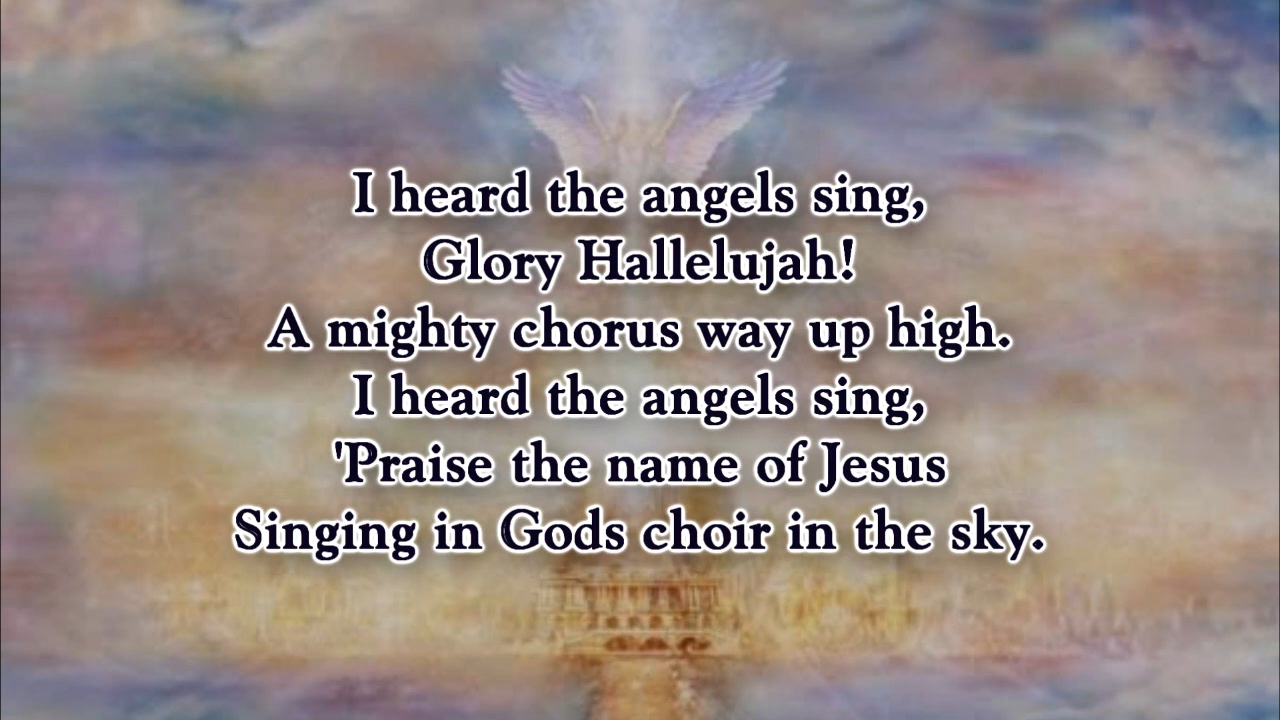 I heard the angels sing,
Glory Hallelujah!
A mighty chorus way up high.
I heard the angels sing,
'Praise the name of Jesus
Singing in Gods choir in the sky.